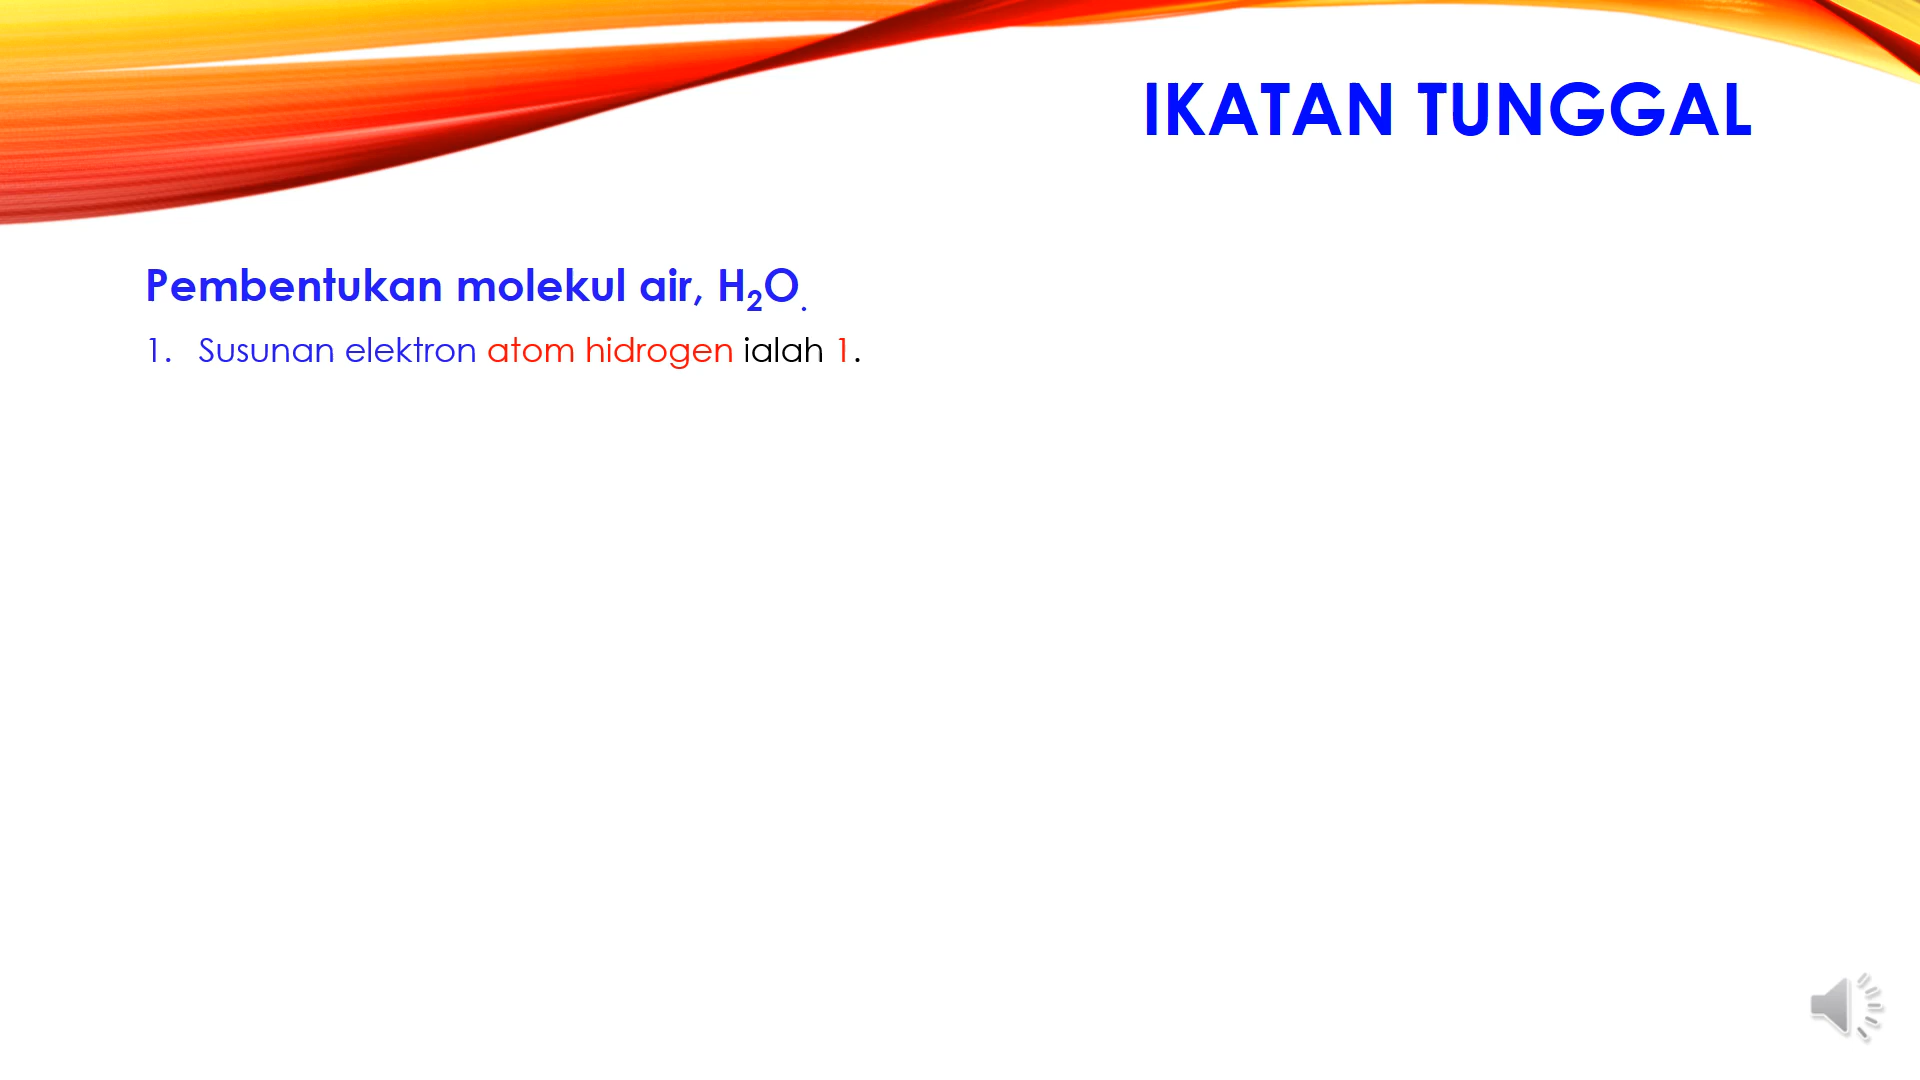 IKATAN TUNGGAL
Pembentukan molekul air, H₂O.
1. Susunan elektron atom hidrogen ialah 1.